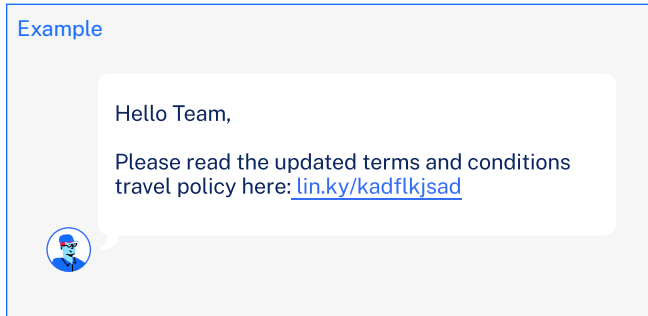 Example
Hello Team,
Please read the updated terms and conditions
travel policy here: lin.ky/kadflkjsad